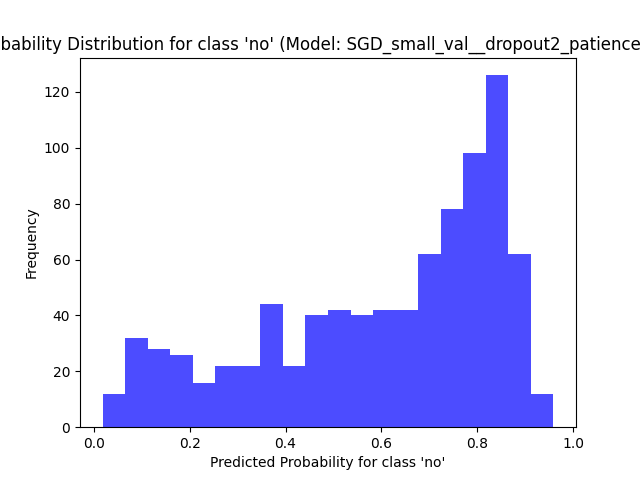 bability Distribution for class 'no' (Model: SGD_small_val__dropout2_patience
120
100
80
60
40
20
0
Frequency
0.0 0.2 0.4 0.6 0.8 1.0
Predicted Probability for class 'no'